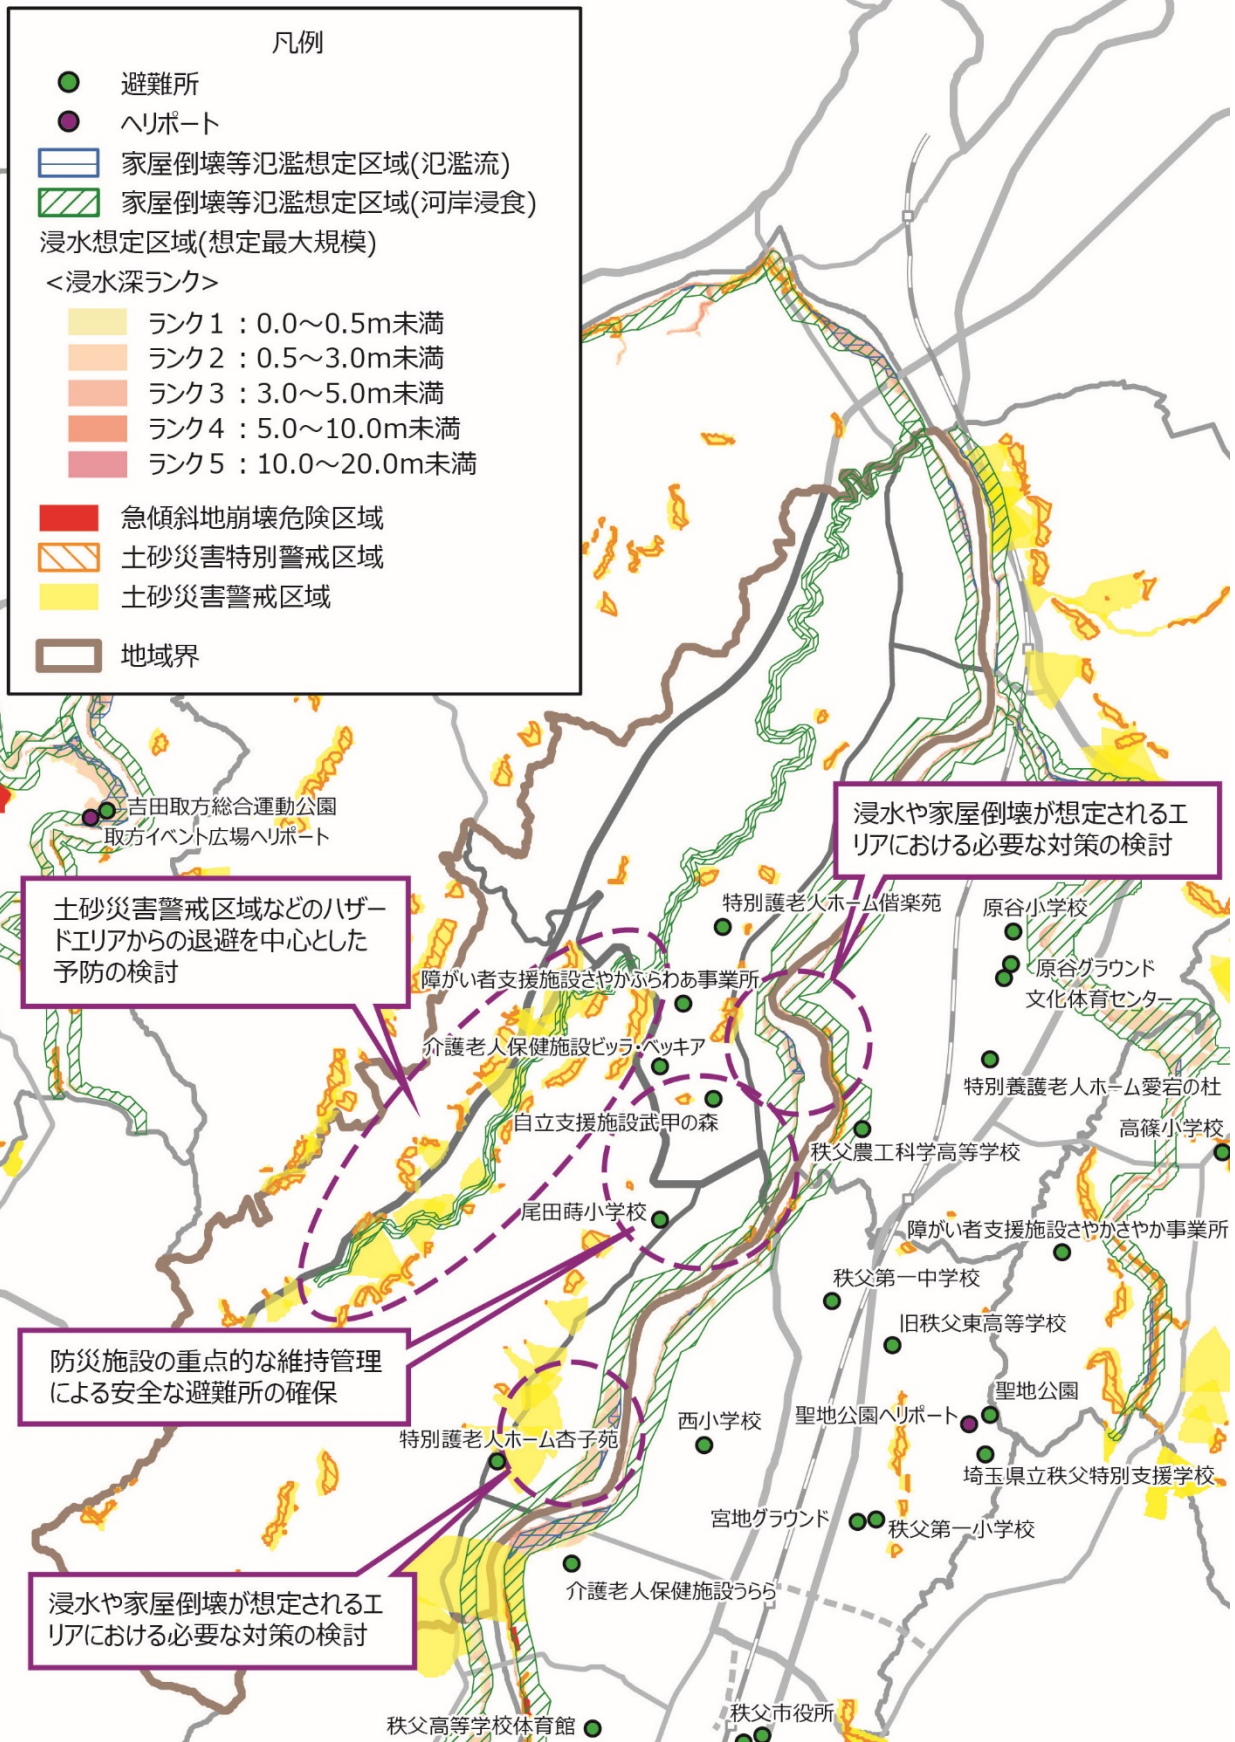 凡例
避難所
ヘリポート
家屋倒壊等氾濫想定区域(氾濫流)
家屋倒壊等氾濫想定区域(河岸浸食)
浸水想定区域(想定最大規模)
<浸水深ランク>
ランク1：0.0～0.5m未満
ランク2：0.5～3.0m未満
ランク3：3.0～5.0m未満
ランク4：5.0～10.0m未満
ランク5：10.0～20.0m未満
急傾斜地崩壊危険区域
土砂災害特別警戒区域
土砂災害警戒区域
地域界
吉田取方総合運動公園
取方イベント広場ヘリポート
浸水や家屋倒壊が想定されるエ
リアにおける必要な対策の検討
土砂災害警戒区域などのハザー
ドエリアからの退避を中心とした
予防の検討
特別護老人ホーム偕楽苑
原谷小学校
原谷グラウンド
文化体育センター
障がい者支援施設さやかふらわあ事業所
介護老人保健施設ビッラ・ベッキア
特別養護老人ホーム愛宕の杜
自立支援施設武甲の森
高篠小学校
秩父農工科学高等学校
尾田蒔小学校
障がい者支援施設さやかさやか事業所
秩父第一中学校
旧秩父東高等学校
防災施設の重点的な維持管理
による安全な避難所の確保
聖地公園
聖地公園ヘリポート
西小学校
特別護老人ホーム杏子苑
埼玉県立秩父特別支援学校
宮地グラウンド
秩父第一小学校
介護老人保健施設うらら
浸水や家屋倒壊が想定されるエ
リアにおける必要な対策の検討
秩父高等学校体育館
秩父市役所